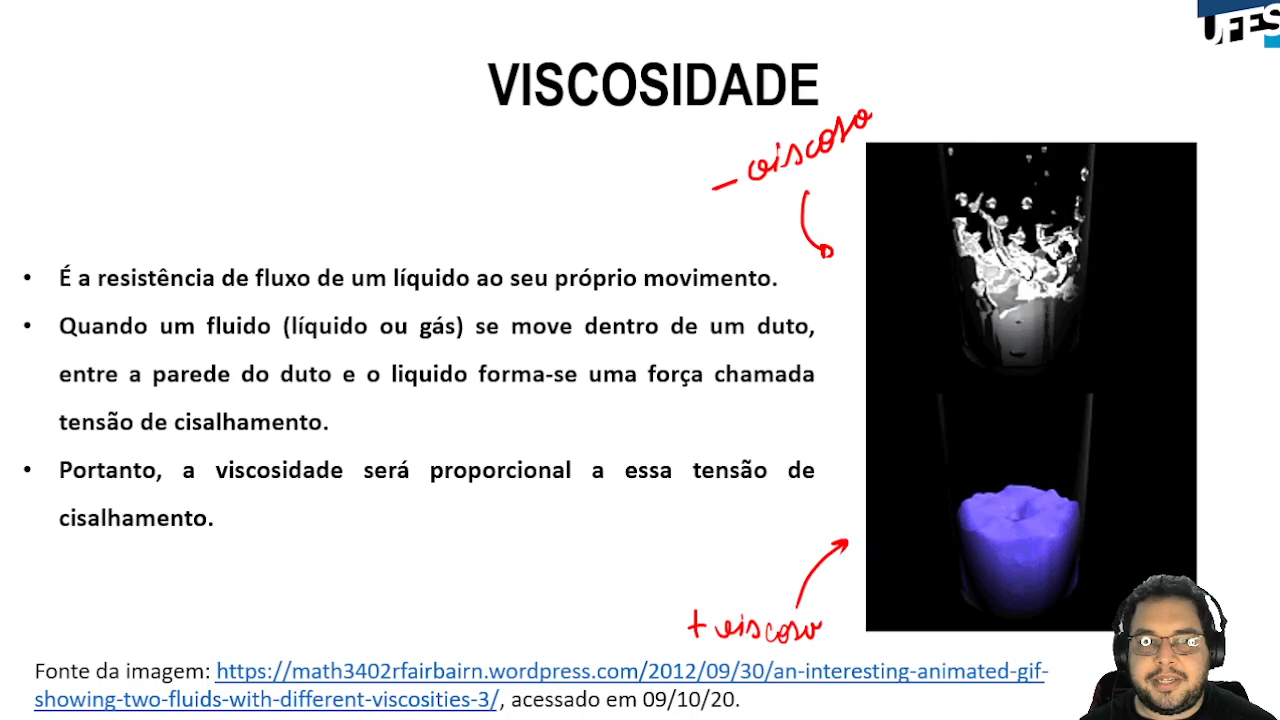 UFES
VISCOSIDADE
- viscoso
• É a resistência de fluxo de um líquido ao seu próprio movimento.
• Quando um fluido (líquido ou gás) se move dentro de um duto,
entre a parede do duto e o liquido forma-se uma força chamada
tensão de cisalhamento.
• Portanto, a viscosidade será proporcional a essa tensão de
cisalhamento.
+ viscoso
Fonte da imagem: https://math3402rfairbairn.wordpress.com/2012/09/30/an-interesting-animated-gif-
showing-two-fluids-with-different-viscosities-3/, acessado em 09/10/20.